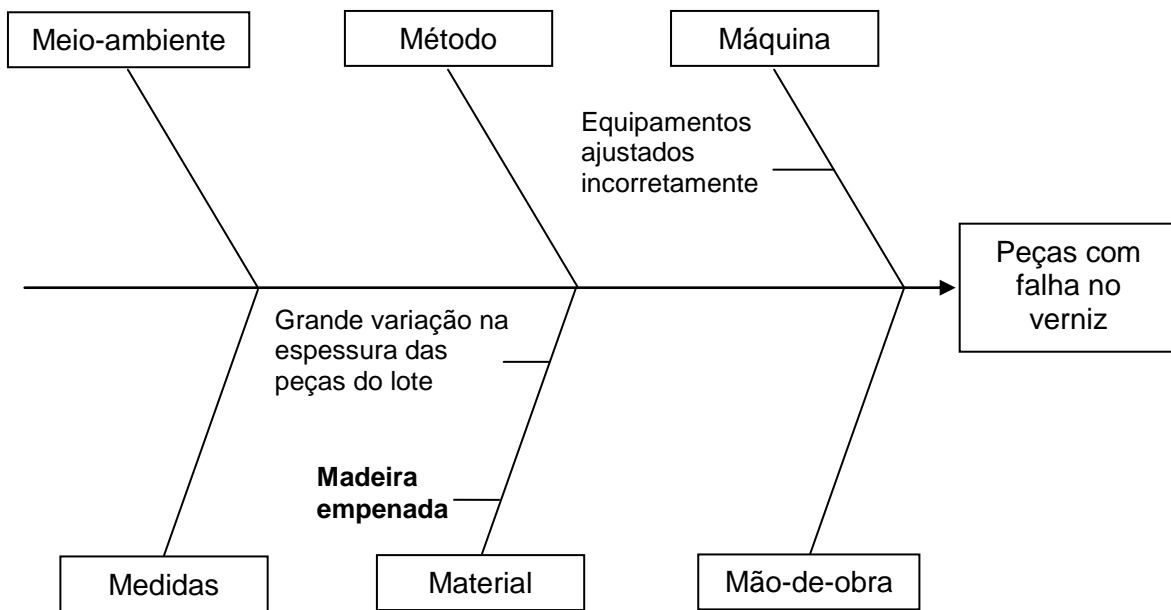 Meio-ambiente
Método
Máquina
Equipamentos
ajustados
incorretamente
Peças com
falha no
verniz
Grande variação na
espessura das
peças do lote
Madeira
empenada
Medidas
Material
Mão-de-obra